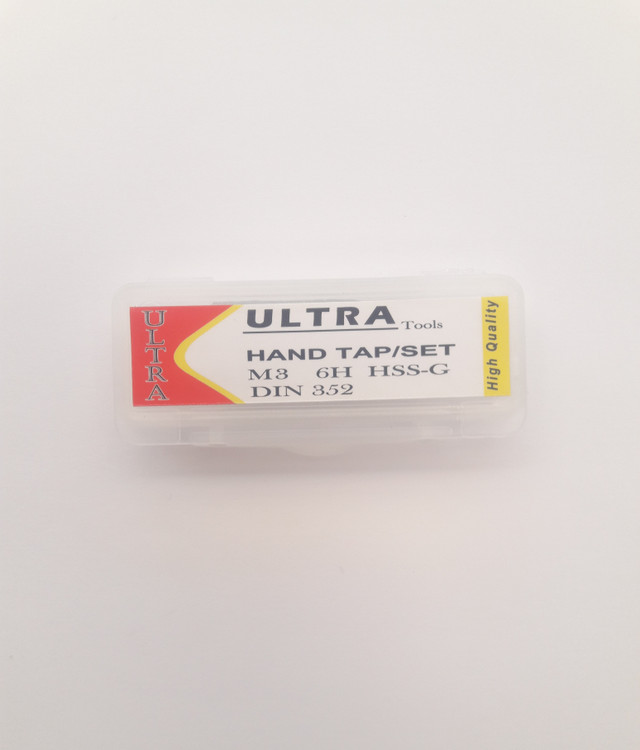 ULTRA
ULTRA Tools
HAND TAP/SET
M3 6H HSS-G
DIN 352
High Quality